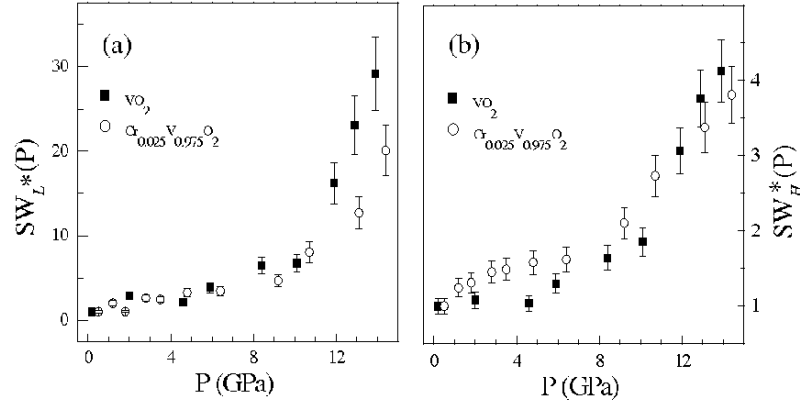 (a)
VO2
Cr0.025V0.975O2
SWL*(P)
30
20
10
0
0 4 8 12
P (GPa)
(b)
VO2
Cr0.025V0.975O2
SWH*(P)
4
3
2
1
0 4 8 12
P (GPa)